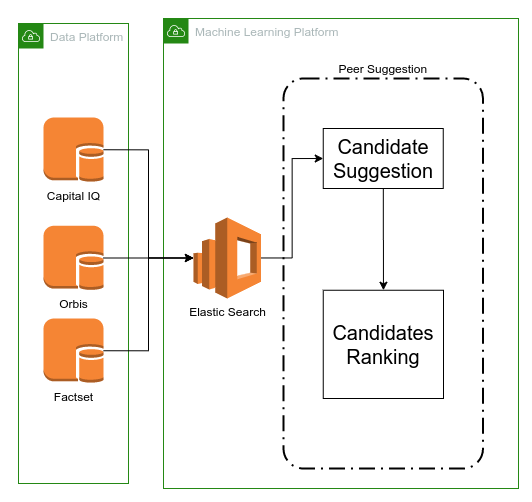 Data Platform
Machine Learning Platform
Peer Suggestion
Candidate
Suggestion
Capital IQ
Orbis
Elastic Search
Candidates
Ranking
Factset